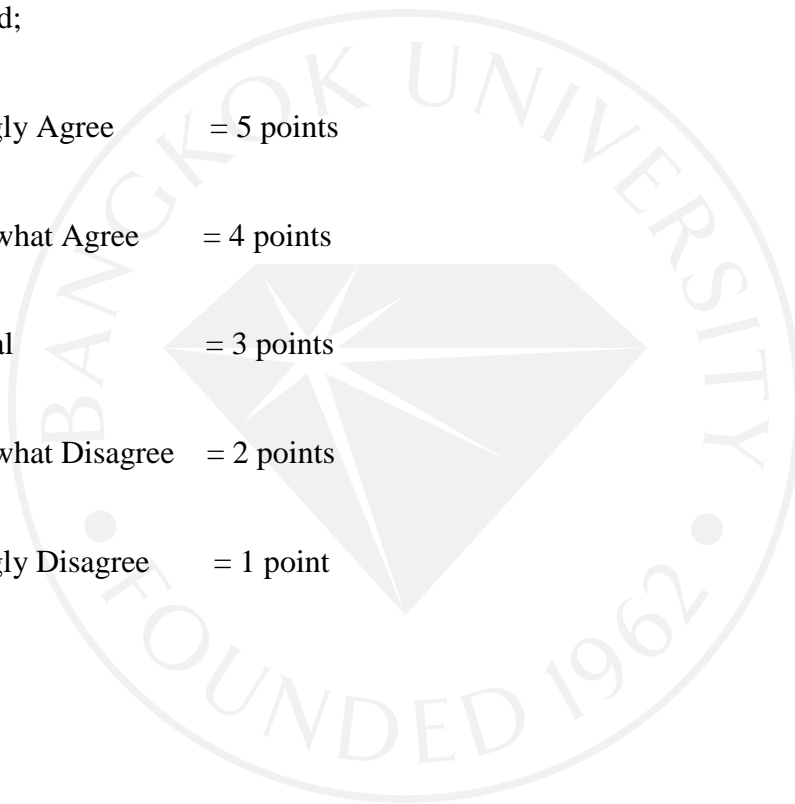 d;
gly Agree = 5 points
what Agree = 4 points
al = 3 points
what Disagree = 2 points
gly Disagree = 1 point
BANGKOK UNIVERSITY
• FOUNDED 1962 •